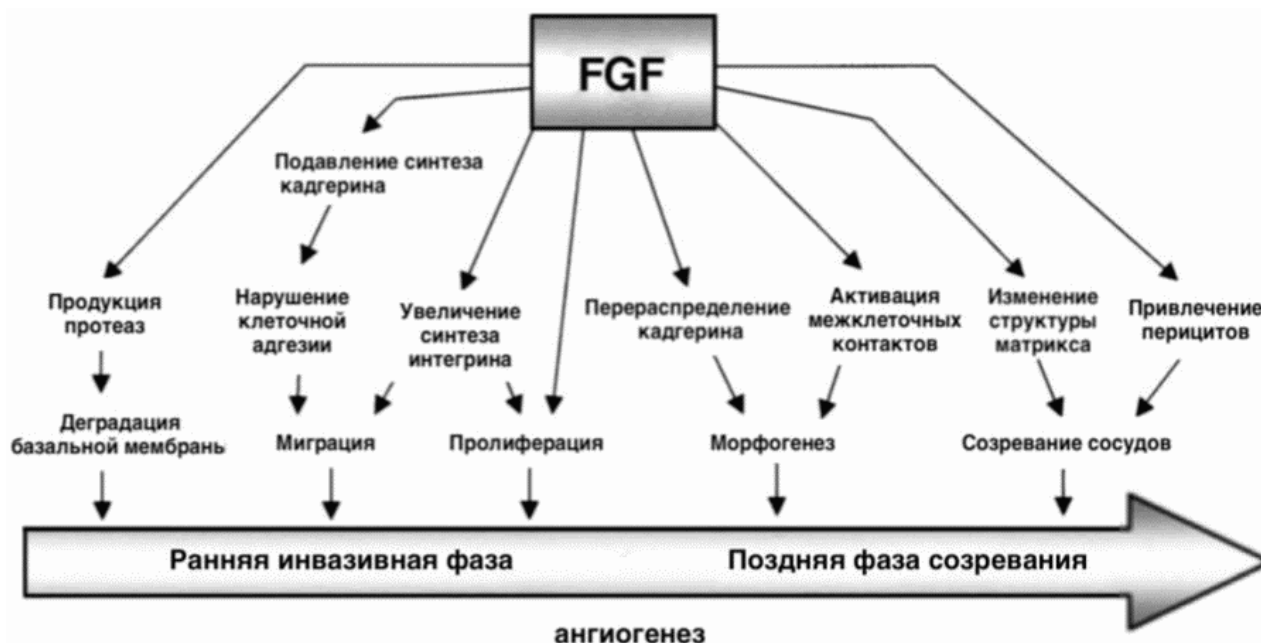 FGF
Подавление синтеза
кадгерина
Продукция
протеаз
Нарушение
клеточной
адгезии
Увеличение
синтеза
интегрина
Перераспределение
кадгерина
Активация
межклеточных
контактов
Изменение
структуры
матрикса
Привлечение
перицитов
Деградация
базальной мембраны
Миграция
Пролиферация
Морфогенез
Созревание сосудов
Ранняя инвазивная фаза
Поздняя фаза созревания
ангиогенез